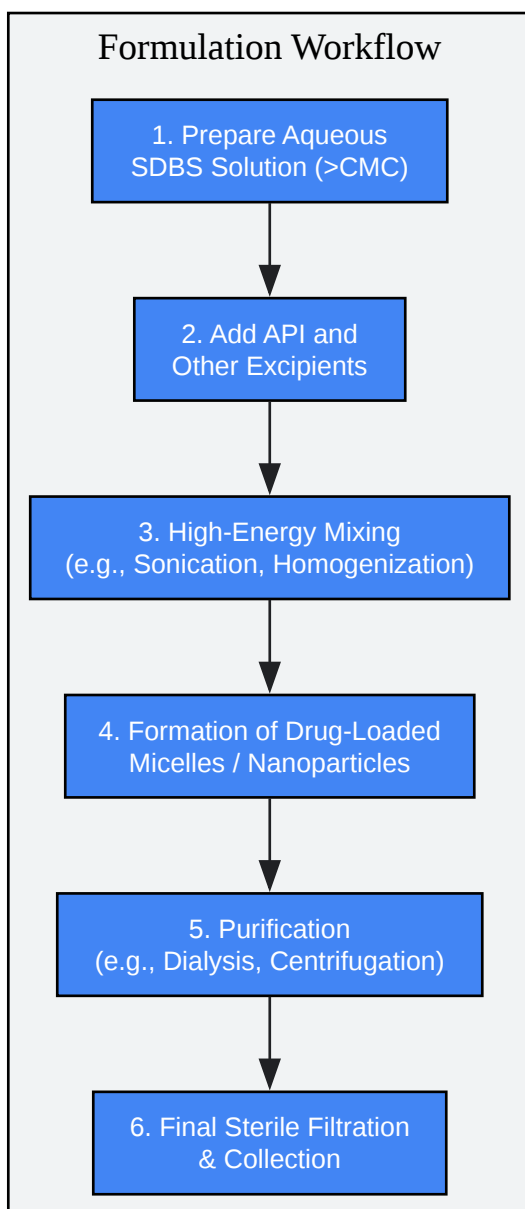 Formulation Workflow
1. Prepare Aqueous
SDBS Solution (>CMC)
2. Add API and
Other Excipients
3. High-Energy Mixing
(e.g., Sonication, Homogenization)
4. Formation of Drug-Loaded
Micelles / Nanoparticles
5. Purification
(e.g., Dialysis, Centrifugation)
6. Final Sterile Filtration
& Collection